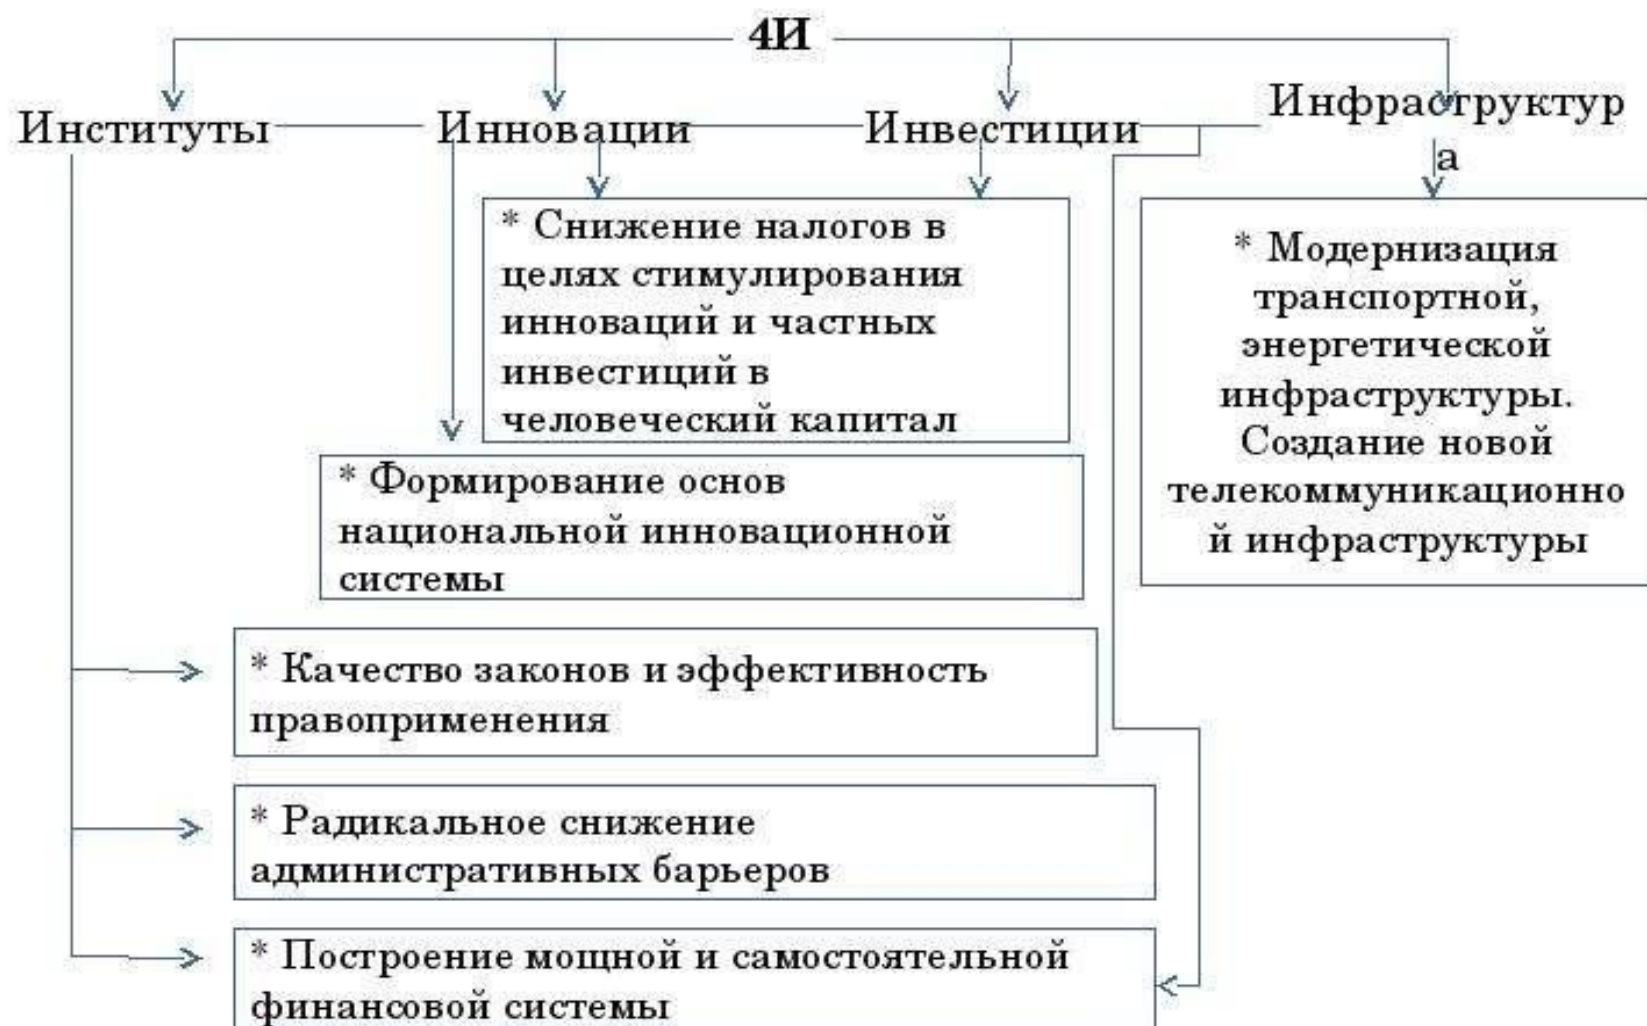 4И
Институты
Инновации
Инвестиции
Инфраструктур
а
* Снижение налогов в
целях стимулирования
инноваций и частных
инвестиций в
человеческий капитал
* Модернизация
транспортной,
энергетической
инфраструктуры.
Создание новой
телекоммуникационно
й инфраструктуры
* Формирование основ
национальной инновационной
системы
* Качество законов и эффективность
правоприменения
* Радикальное снижение
административных барьеров
* Построение мощной и самостоятельной
финансовой системы